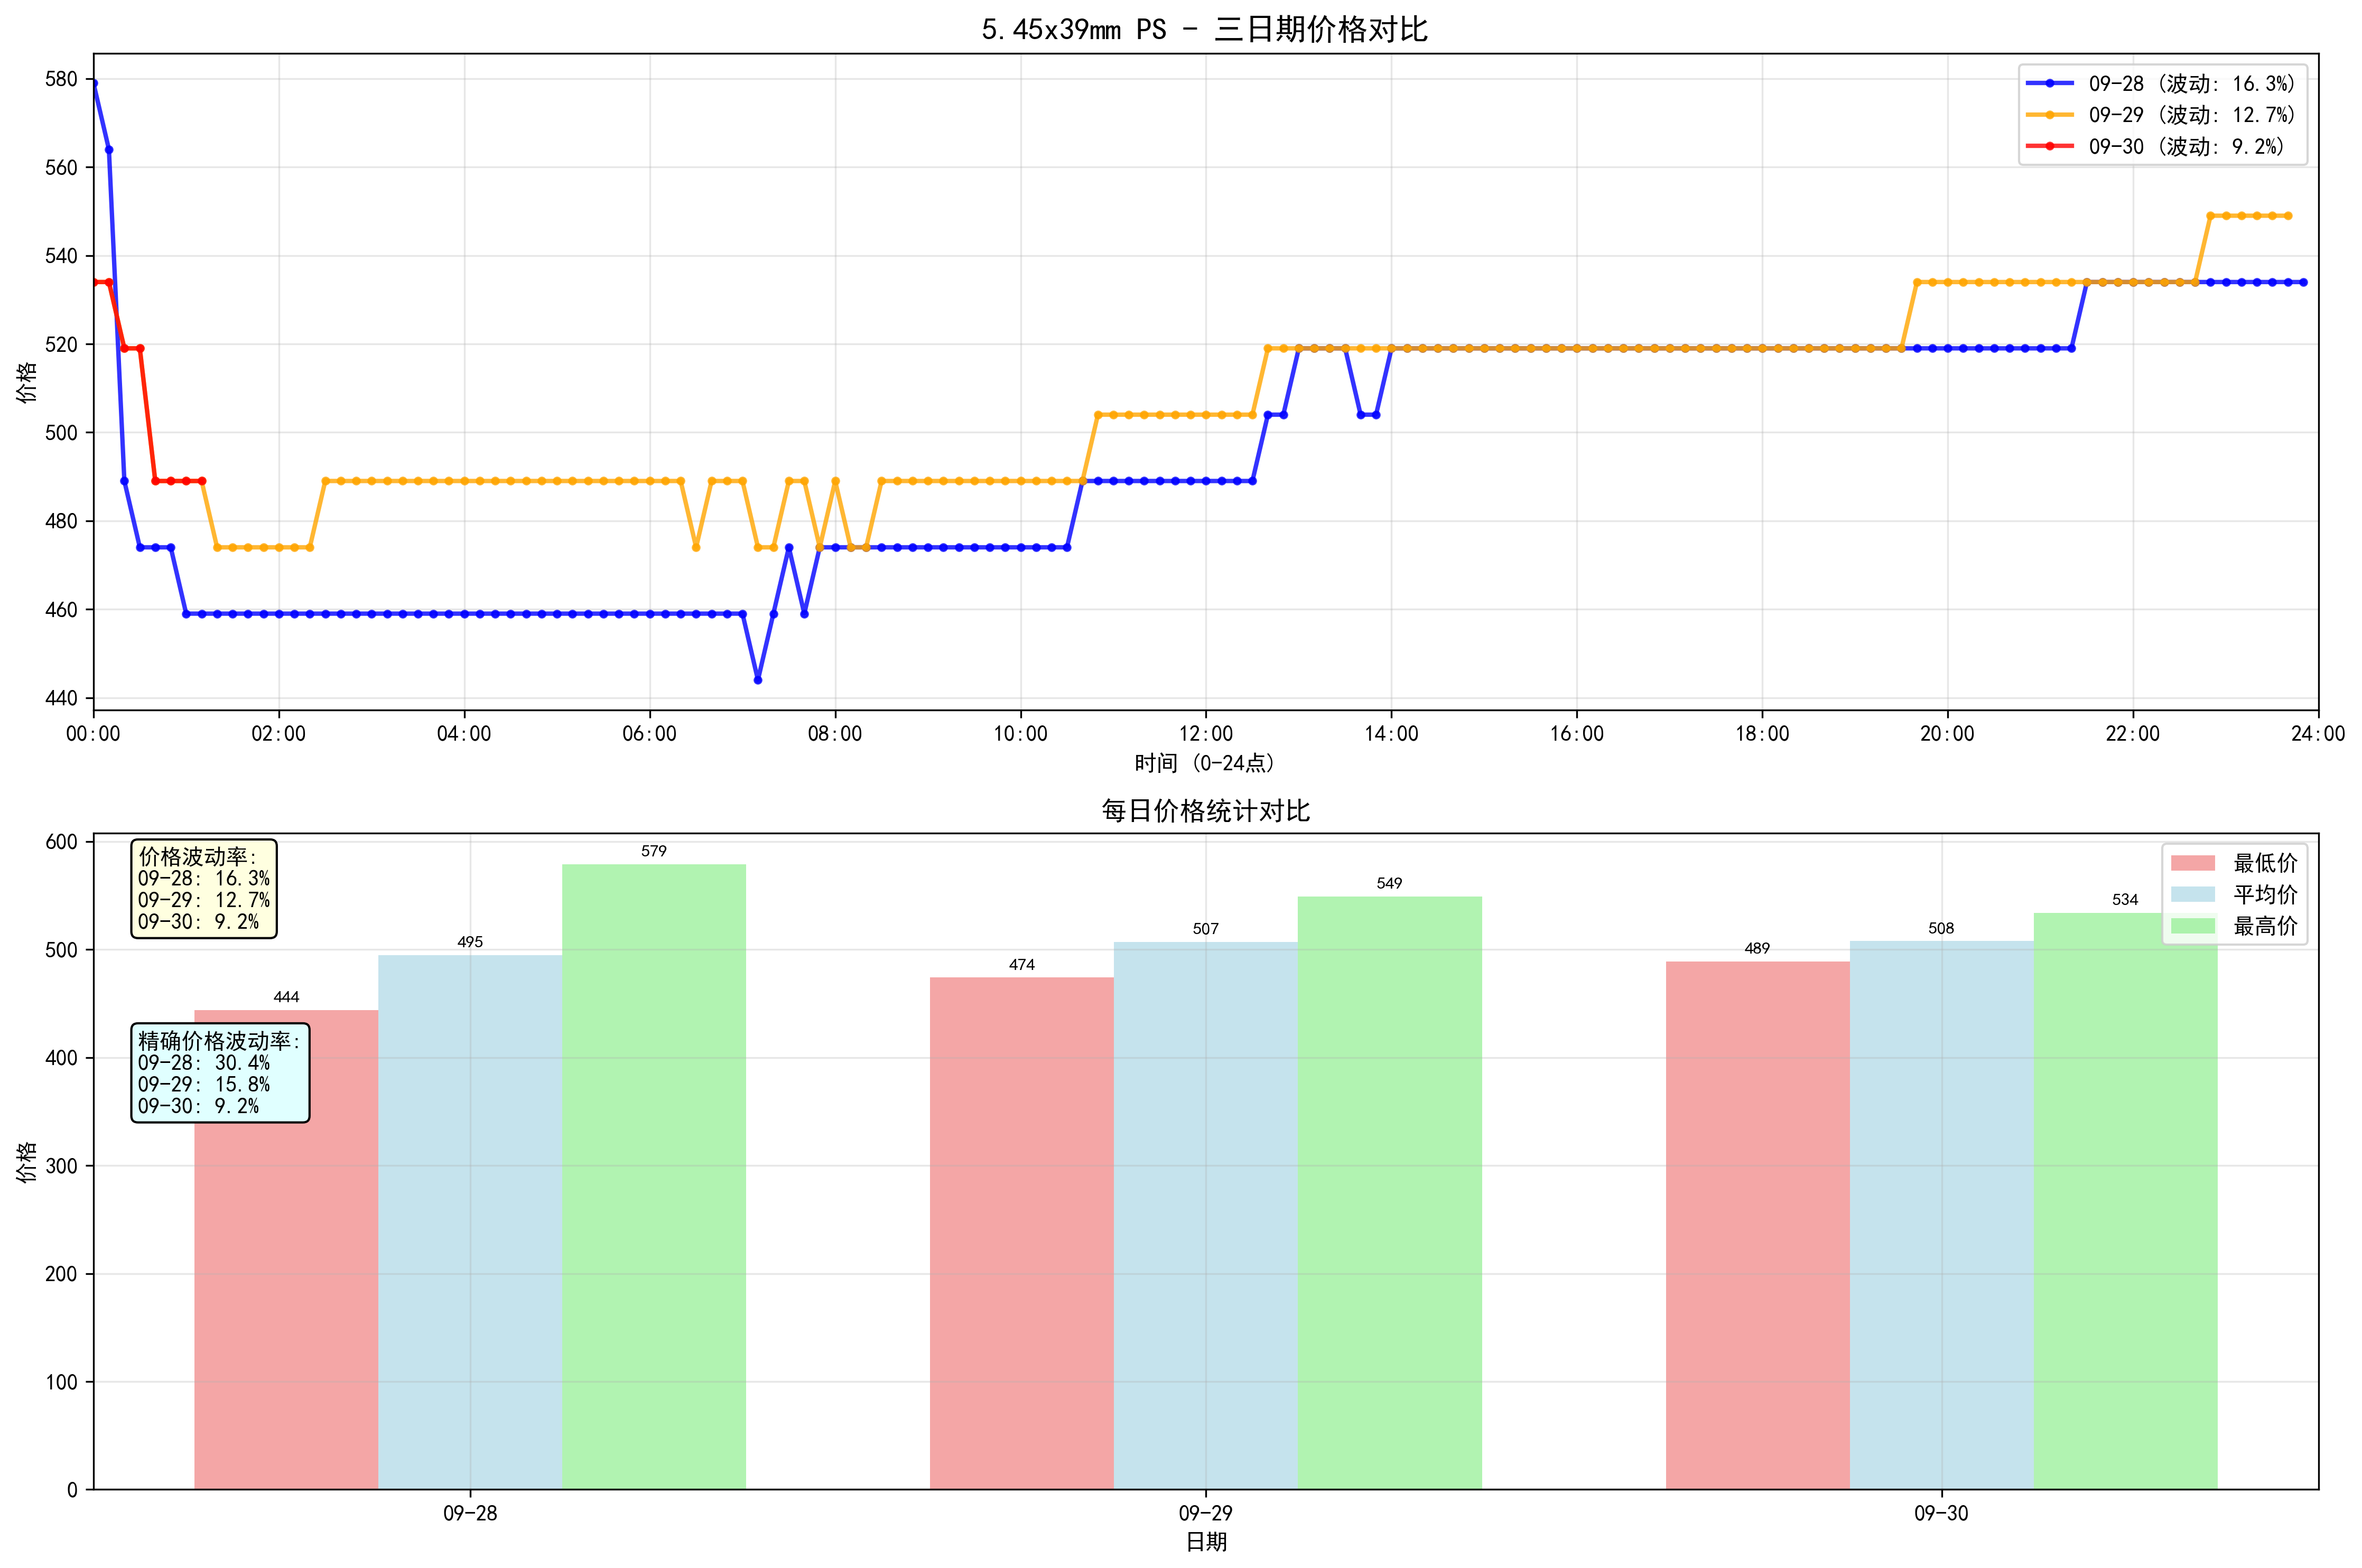 5.45x39mm PS - 三日期价格对比
09-28 (波动: 16.3%)
09-29 (波动: 12.7%)
09-30 (波动: 9.2%)
价格
580
560
540
520
500
480
460
440
00:00 02:00 04:00 06:00 08:00 10:00 12:00 14:00 16:00 18:00 20:00 22:00 24:00
时间 (0-24点)
每日价格统计对比
价格波动率:
09-28: 16.3%
09-29: 12.7%
09-30: 9.2%
精确价格波动率:
09-28: 30.4%
09-29: 15.8%
09-30: 9.2%
最低价
平均价
最高价
价格
600
500
400
300
200
100
0
444 495 579
474 507 549
489 508 534
09-28 09-29 09-30
日期